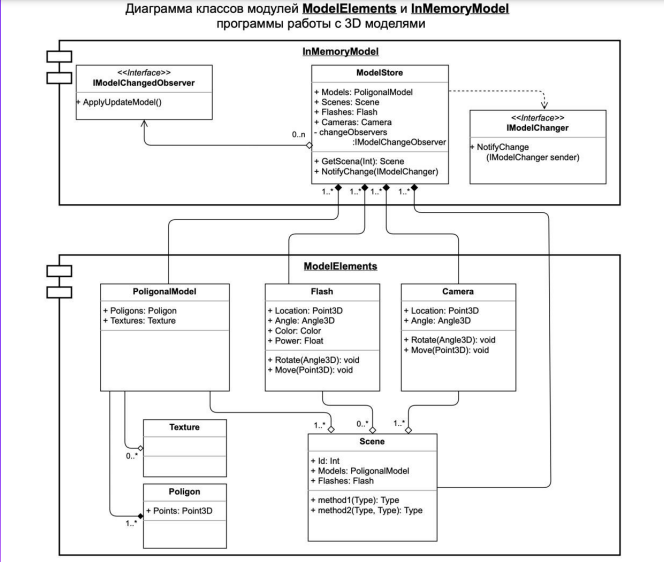 Диаграмма классов модулей ModelElements и InMemoryModel
программы работы с 3D моделями
InMemoryModel
<<Interface>>
IModelChangedObserver
+ ApplyUpdateModel()
ModelStore
+ Models: PoligonalModel
+ Scenes: Scene
+ Flashes: Flash
+ Cameras: Camera
- changeObservers
:IModelChangeObserver
+ GetScena(Int): Scene
+ NotifyChange(IModelChanger)
<<Interface>>
IModelChanger
+ NotifyChange
(IModelChanger sender)
0..n
1..* 1..* 1..* 1..*
ModelElements
PoligonalModel
+ Poligons: Poligon
+ Textures: Texture
Flash
+ Location: Point3D
+ Angle: Angle3D
+ Color: Color
+ Power: Float
+ Rotate(Angle3D): void
+ Move(Point3D): void
Camera
+ Location: Point3D
+ Angle: Angle3D
+ Rotate(Angle3D): void
+ Move(Point3D): void
Texture
0..*
Poligon
+ Points: Point3D
1..*
1..* 0..* 1..*
Scene
+ Id: Int
+ Models: PoligonalModel
+ Flashes: Flash
+ method1(Type): Type
+ method2(Type, Type): Type